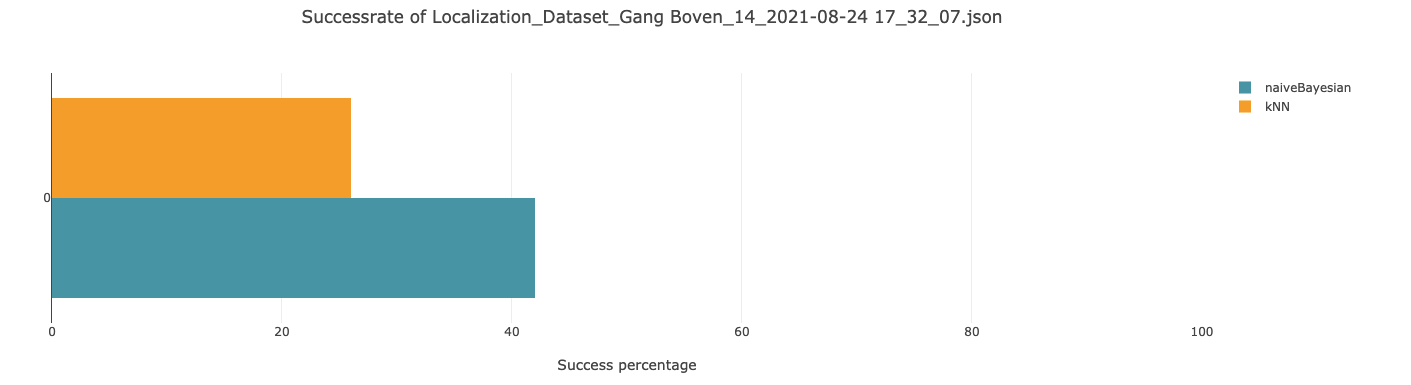 Successrate of Localization_Dataset_Gang Boven_14_2021-08-24 17_32_07.json
naiveBayesian
kNN
0
0 20 40 60 80 100
Success percentage